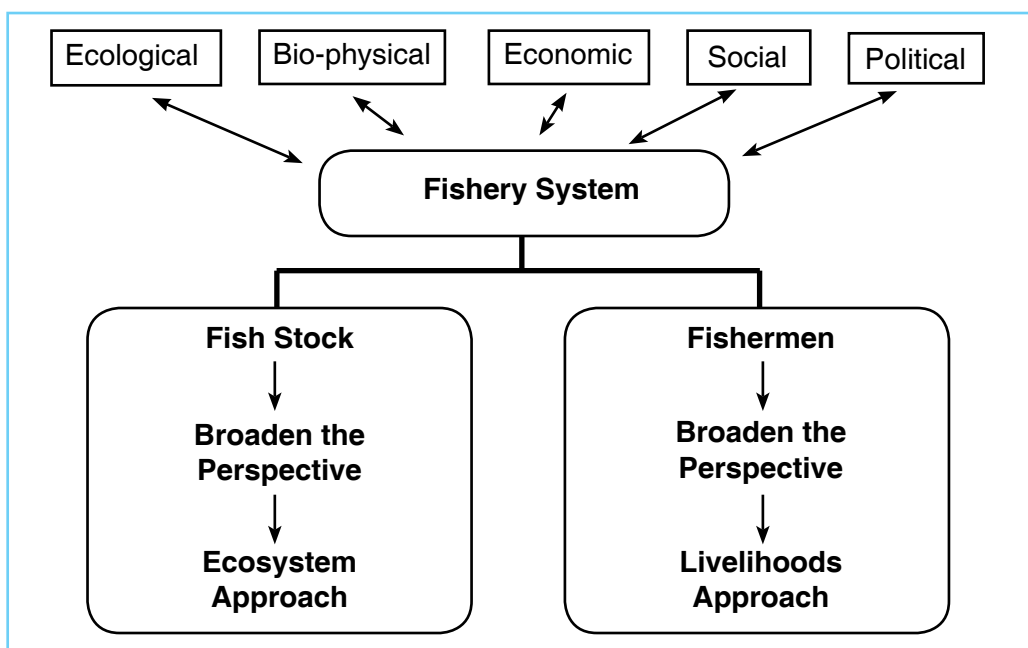 Ecological
Bio-physical
Economic
Social
Political
Fishery System
Fish Stock
Broaden the
Perspective
Ecosystem
Approach
Fishermen
Broaden the
Perspective
Livelihoods
Approach